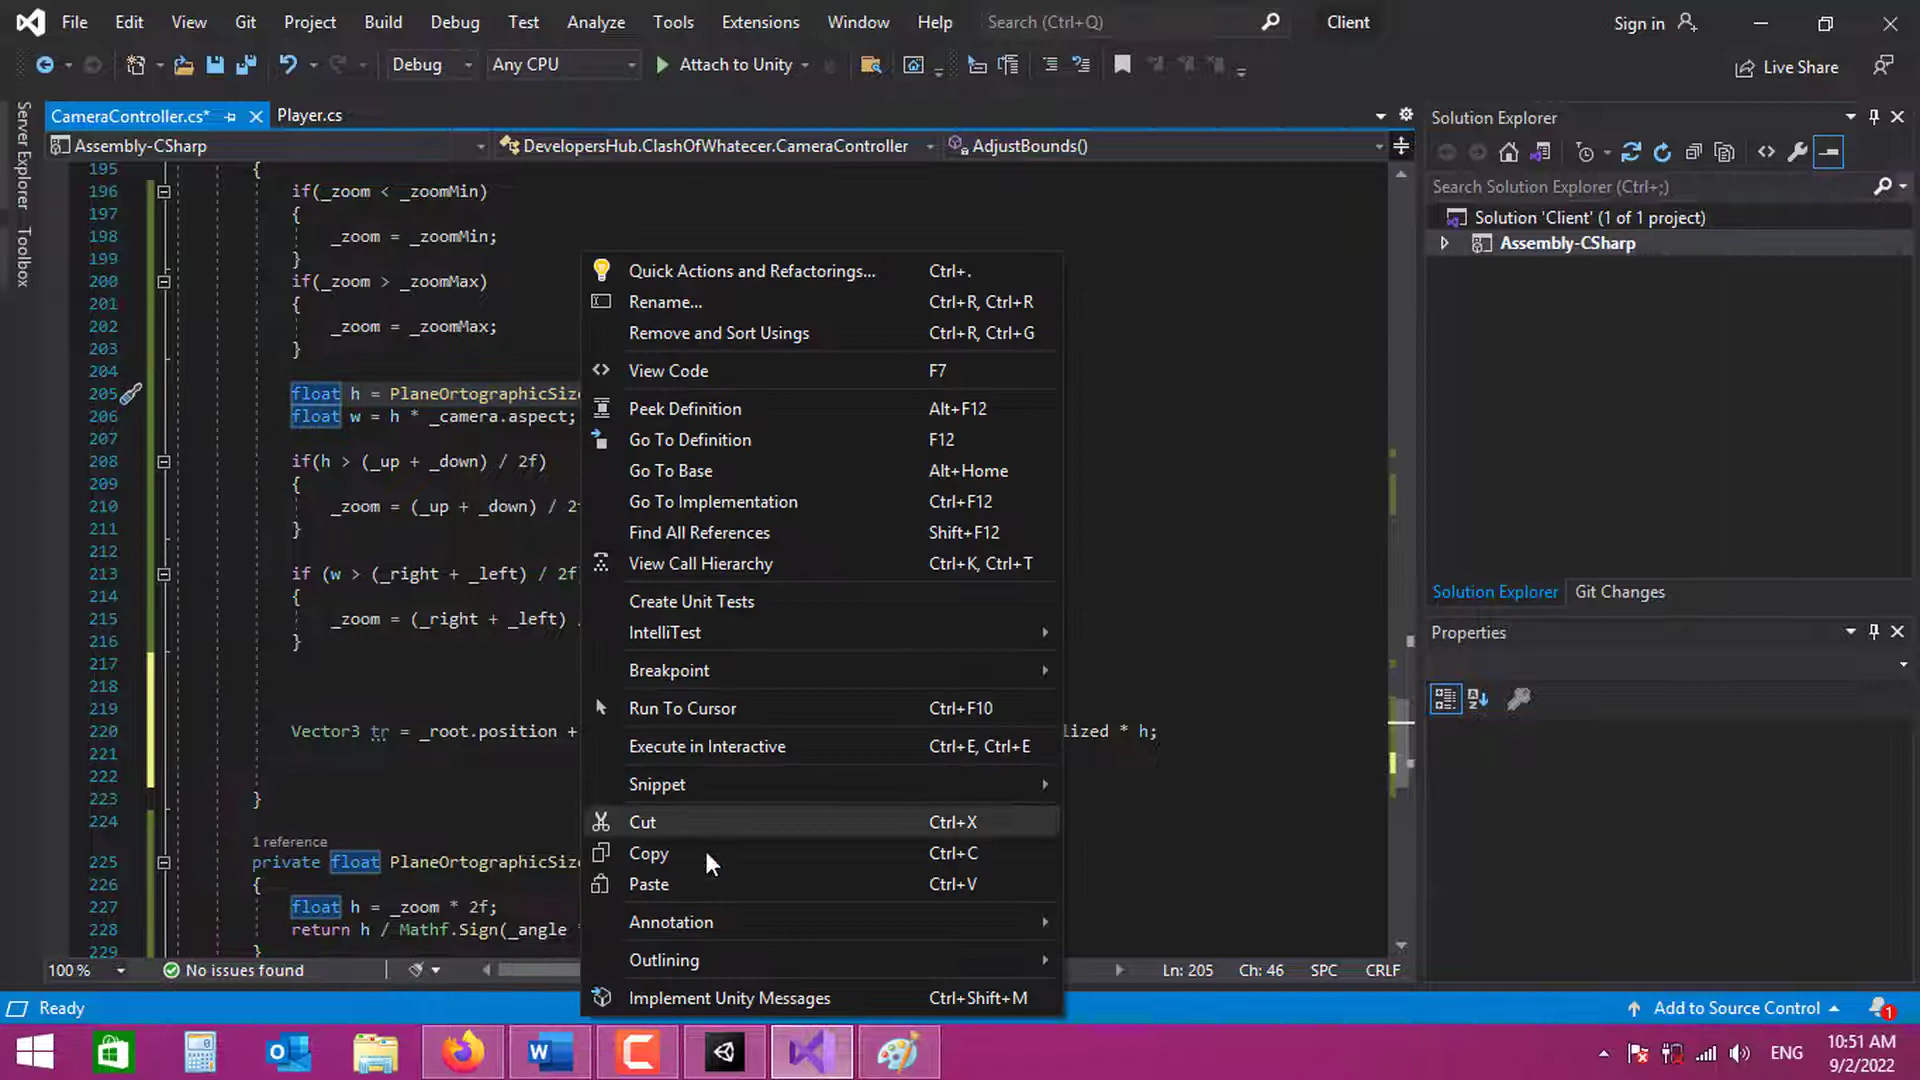 File Edit View Git Project Build Debug Test Analyze Tools Extensions Window Help Search (Ctrl+Q) Client Sign in
Debug Any CPU Attach to Unity Live Share
Server Explorer
Toolbox
CameraController.cs* Player.cs
Assembly-CSharp DevelopersHub.ClashOfWhatecer.CameraController AdjustBounds()
195 {
196 if(_zoom < _zoomMin)
197 {
198 _zoom = _zoomMin;
199 }
200 if(_zoom > _zoomMax)
201 {
202 _zoom = _zoomMax;
203 }
204
205 float h = PlaneOrtographicSize
206 float w = h * _camera.aspect;
207
208 if(h > (_up + _down) / 2f)
209 {
210 _zoom = (_up + _down) / 2f
211 }
212
213 if (w > (_right + _left) / 2f)
214 {
215 _zoom = (_right + _left)
216 }
217
218
219
220 Vector3 tr = _root.position + lized * h;
221
222
223 }
224
1 reference
225 private float PlaneOrtographicSize
226 {
227 float h = _zoom * 2f;
228 return h / Mathf.Sign(_angle
229 }
Quick Actions and Refactorings... Ctrl+.
Rename... Ctrl+R, Ctrl+R
Remove and Sort Usings Ctrl+R, Ctrl+G
View Code F7
Peek Definition Alt+F12
Go To Definition F12
Go To Base Alt+Home
Go To Implementation Ctrl+F12
Find All References Shift+F12
View Call Hierarchy Ctrl+K, Ctrl+T
Create Unit Tests
IntelliTest
Breakpoint
Run To Cursor Ctrl+F10
Execute in Interactive Ctrl+E, Ctrl+E
Snippet
Cut Ctrl+X
Copy Ctrl+C
Paste Ctrl+V
Annotation
Outlining
Implement Unity Messages Ctrl+Shift+M
Solution Explorer
Search Solution Explorer (Ctrl+;)
Solution 'Client' (1 of 1 project)
Assembly-CSharp
Solution Explorer Git Changes
Properties
100 % No issues found Ln: 205 Ch: 46 SPC CRLF
Ready Add to Source Control 1
ENG 10:51 AM
9/2/2022